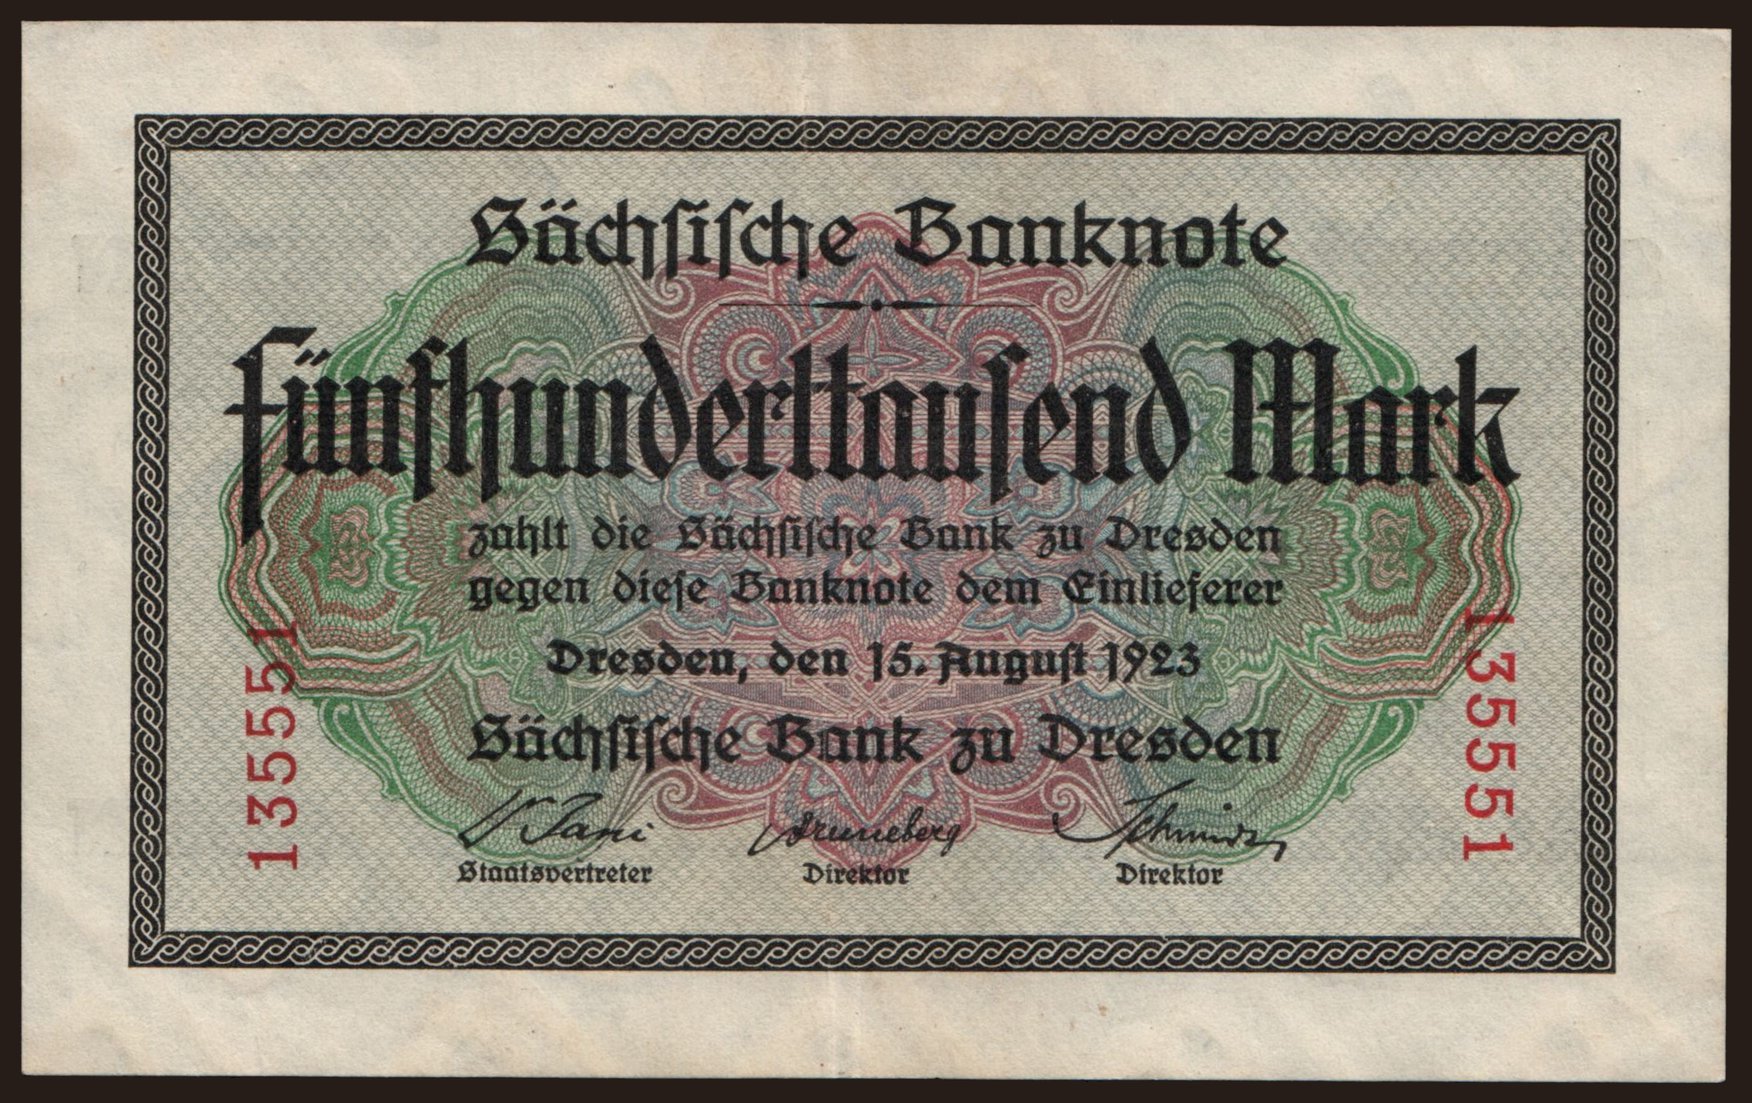 Sächsische Banknote
Fünfhunderttausend Mark
zahlt die Sächsische Bank zu Dresden
gegen diese Banknote dem Einlieferer
Dresden, den 15. August 1923
Sächsische Bank zu Dresden
Staatsvertreter Direktor Direktor
135551
135551